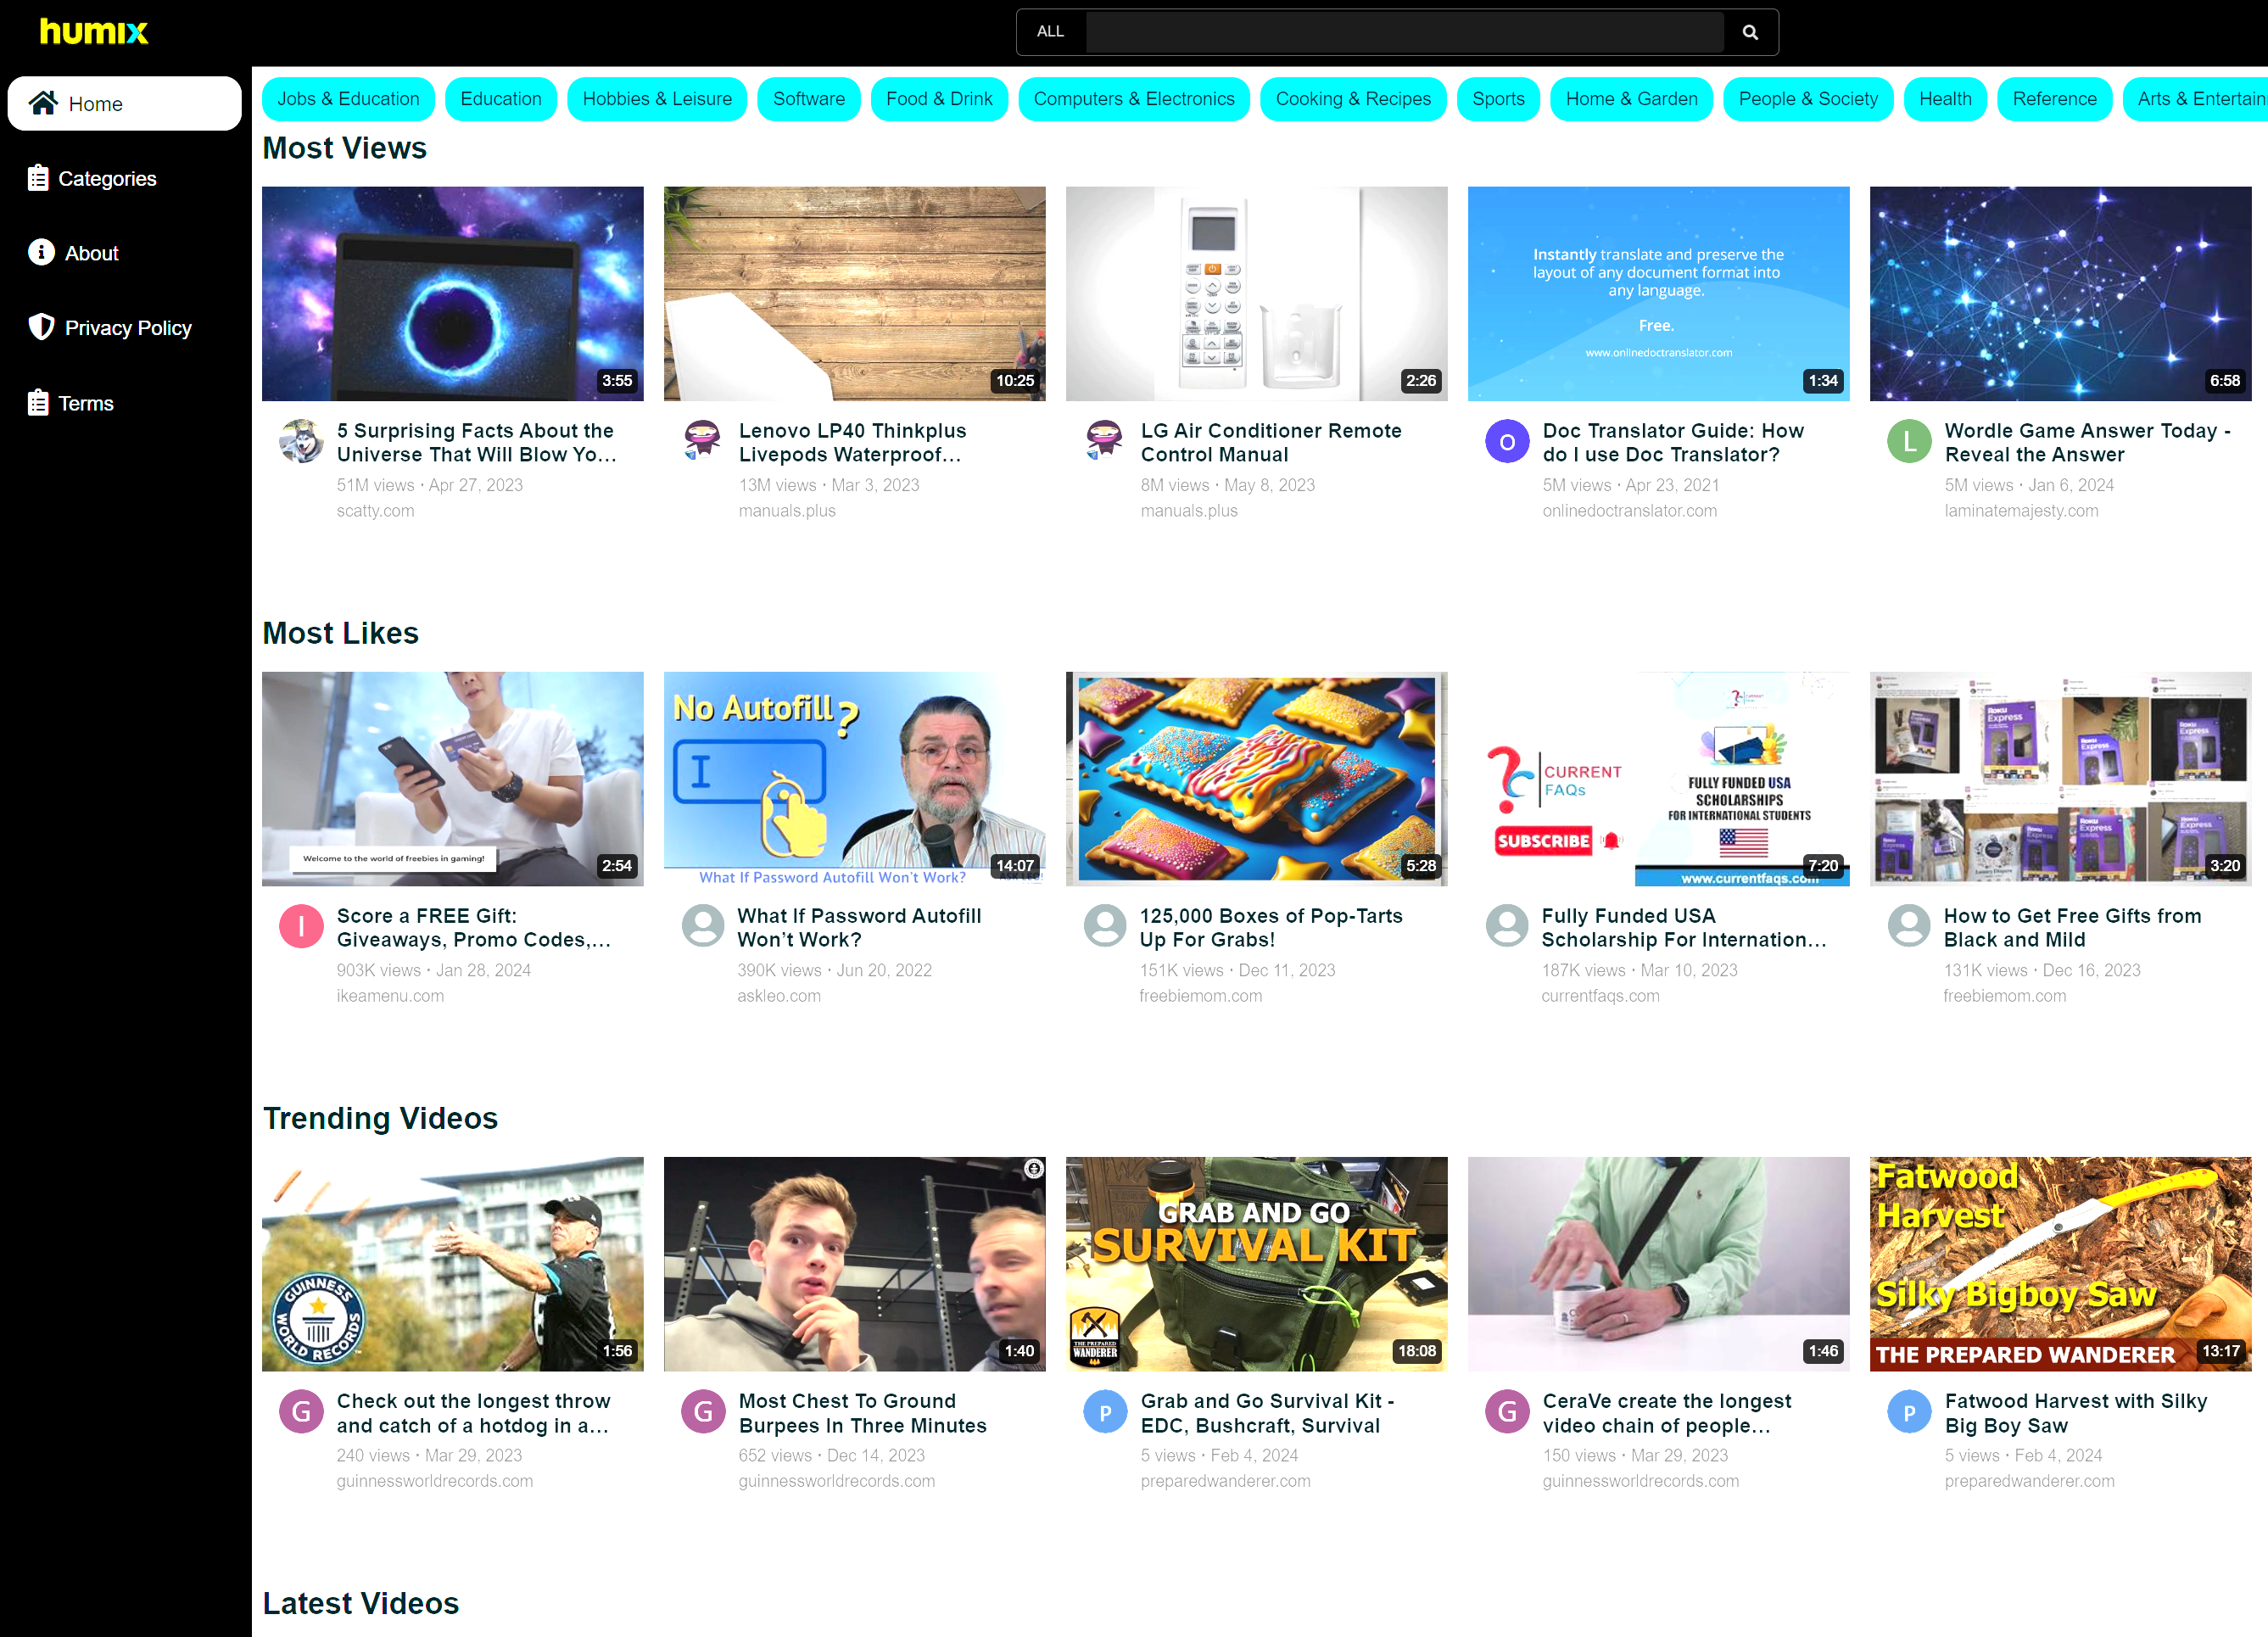 humix
ALL
Home
Categories
About
Privacy Policy
Terms
Jobs & Education
Education
Hobbies & Leisure
Software
Food & Drink
Computers & Electronics
Cooking & Recipes
Sports
Home & Garden
People & Society
Health
Reference
Arts & Entertain
Most Views
3:55
10:25
2:26
Instantly translate and preserve the
layout of any document format into
any language.
Free.
www.onlinedoctranslator.com
1:34
6:58
5 Surprising Facts About the
Universe That Will Blow Yo...
51M views · Apr 27, 2023
scatty.com
Lenovo LP40 Thinkplus
Livepods Waterproof...
13M views · Mar 3, 2023
manuals.plus
LG Air Conditioner Remote
Control Manual
8M views · May 8, 2023
manuals.plus
o
Doc Translator Guide: How
do I use Doc Translator?
5M views · Apr 23, 2021
onlinedoctranslator.com
L
Wordle Game Answer Today -
Reveal the Answer
5M views · Jan 6, 2024
laminatemajesty.com
Most Likes
Welcome to the world of freebies in gaming!
2:54
No Autofill?
I
What If Password Autofill Won't Work?
14:07
5:28
CURRENT
FAQs
SUBSCRIBE
FULLY FUNDED USA
SCHOLARSHIPS
FOR INTERNATIONAL STUDENTS
www.currentfaqs.com
7:20
Roku
Express
3:20
I
Score a FREE Gift:
Giveaways, Promo Codes,...
903K views · Jan 28, 2024
ikeamenu.com
What If Password Autofill
Won’t Work?
390K views · Jun 20, 2022
askleo.com
125,000 Boxes of Pop-Tarts
Up For Grabs!
151K views · Dec 11, 2023
freebiemom.com
Fully Funded USA
Scholarship For Internation...
187K views · Mar 10, 2023
currentfaqs.com
How to Get Free Gifts from
Black and Mild
131K views · Dec 16, 2023
freebiemom.com
Trending Videos
GUINNESS
WORLD RECORDS
1:56
1:40
GRAB AND GO
SURVIVAL KIT
THE PREPARED
WANDERER
18:08
1:46
Fatwood
Harvest
Silky Bigboy Saw
THE PREPARED WANDERER
13:17
G
Check out the longest throw
and catch of a hotdog in a...
240 views · Mar 29, 2023
guinnessworldrecords.com
G
Most Chest To Ground
Burpees In Three Minutes
652 views · Dec 14, 2023
guinnessworldrecords.com
P
Grab and Go Survival Kit -
EDC, Bushcraft, Survival
5 views · Feb 4, 2024
preparedwanderer.com
G
CeraVe create the longest
video chain of people...
150 views · Mar 29, 2023
guinnessworldrecords.com
P
Fatwood Harvest with Silky
Big Boy Saw
5 views · Feb 4, 2024
preparedwanderer.com
Latest Videos